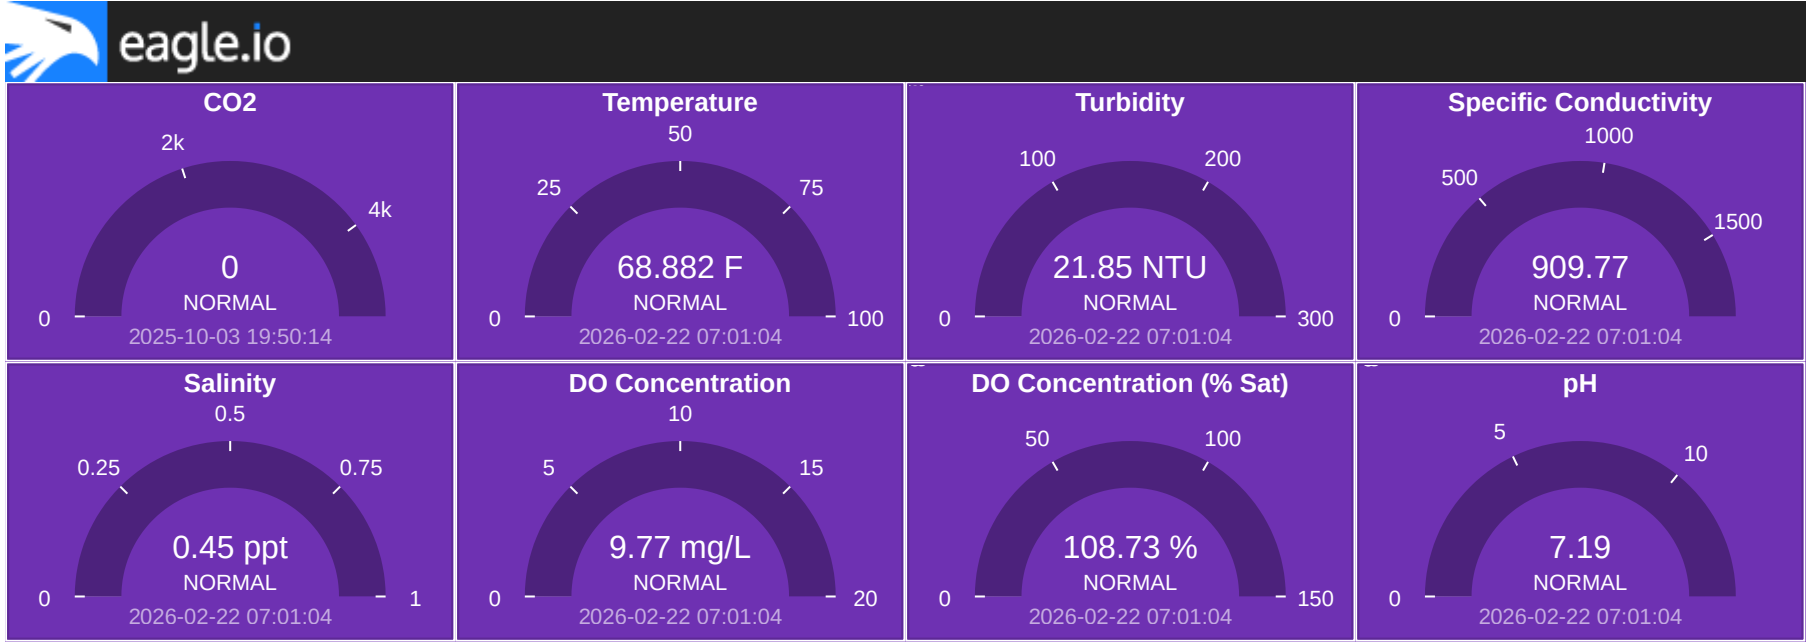 eagle.io
CO2
2k
4k
0
NORMAL
0
2025-10-03 19:50:14
Temperature
50
25
75
68.882 F
NORMAL
0
100
2026-02-22 07:01:04
Turbidity
100
200
21.85 NTU
NORMAL
0
300
2026-02-22 07:01:04
Specific Conductivity
1000
500
1500
909.77
NORMAL
0
2026-02-22 07:01:04
Salinity
0.5
0.25
0.75
0.45 ppt
NORMAL
0
1
2026-02-22 07:01:04
DO Concentration
10
5
15
9.77 mg/L
NORMAL
0
20
2026-02-22 07:01:04
DO Concentration (% Sat)
50
100
108.73 %
NORMAL
0
150
2026-02-22 07:01:04
pH
5
10
7.19
NORMAL
0
2026-02-22 07:01:04